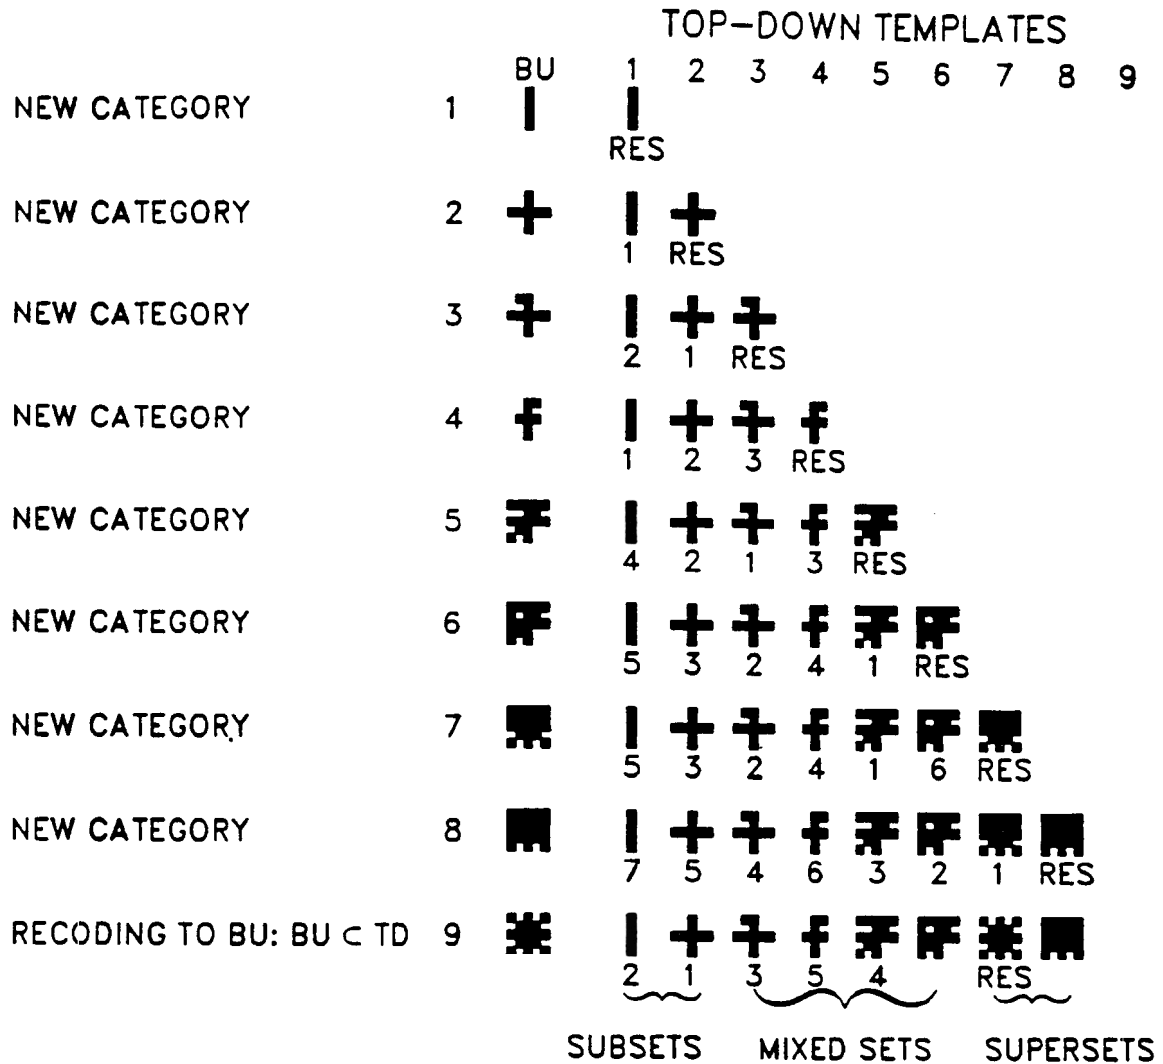 TOP-DOWN TEMPLATES
BU 1 2 3 4 5 6 7 8 9
NEW CATEGORY 1
RES
NEW CATEGORY 2
1 RES
NEW CATEGORY 3
2 1 RES
NEW CATEGORY 4
1 2 3 RES
NEW CATEGORY 5
4 2 1 3 RES
NEW CATEGORY 6
5 3 2 4 1 RES
NEW CATEGORY 7
5 3 2 4 1 6 RES
NEW CATEGORY 8
7 5 4 6 3 2 1 RES
RECODING TO BU: BU ⊂ TD 9
2 1 3 5 4 RES
SUBSETS MIXED SETS SUPERSETS